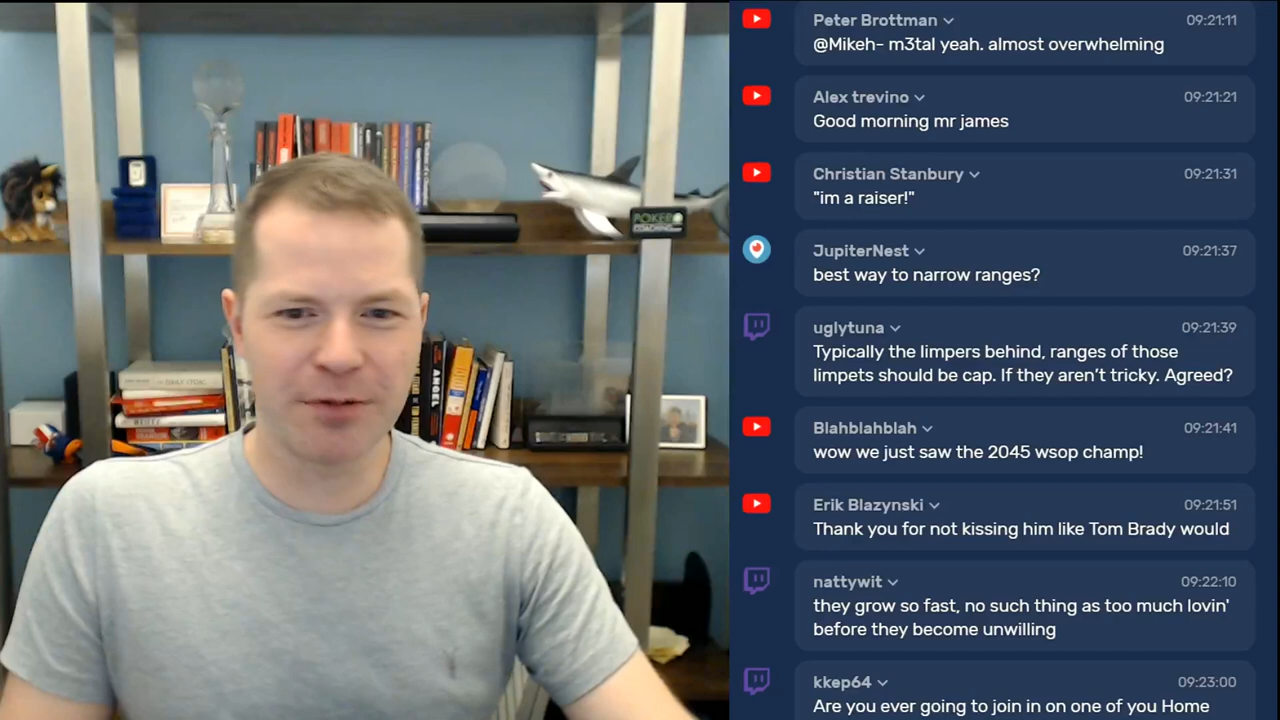 POKER
COACHING
ANGEL
Peter Brottman
09:21:11
@Mikeh- m3tal yeah. almost overwhelming
Alex trevino
09:21:21
Good morning mr james
Christian Stanbury
09:21:31
"im a raiser!"
JupiterNest
09:21:37
best way to narrow ranges?
uglytuna
09:21:39
Typically the limpers behind, ranges of those
limpets should be cap. If they aren't tricky. Agreed?
Blahblahblah
09:21:41
wow we just saw the 2045 wsop champ!
Erik Blazynski
09:21:51
Thank you for not kissing him like Tom Brady would
nattywit
09:22:10
they grow so fast, no such thing as too much lovin'
before they become unwilling
kkep64
09:23:00
Are you ever going to join in on one of you Home